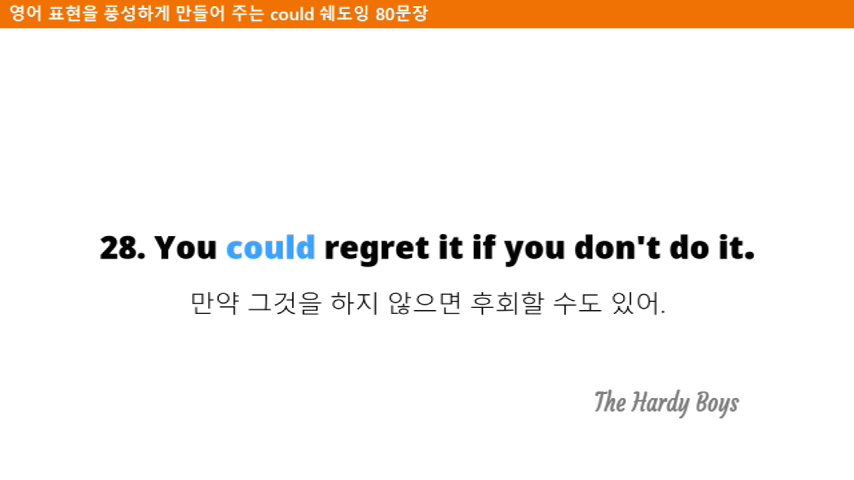 영어 표현을 풍성하게 만들어 주는 could 쉐도잉 80문장
28. You could regret it if you don't do it.
만약 그것을 하지 않으면 후회할 수도 있어.
The Hardy Boys